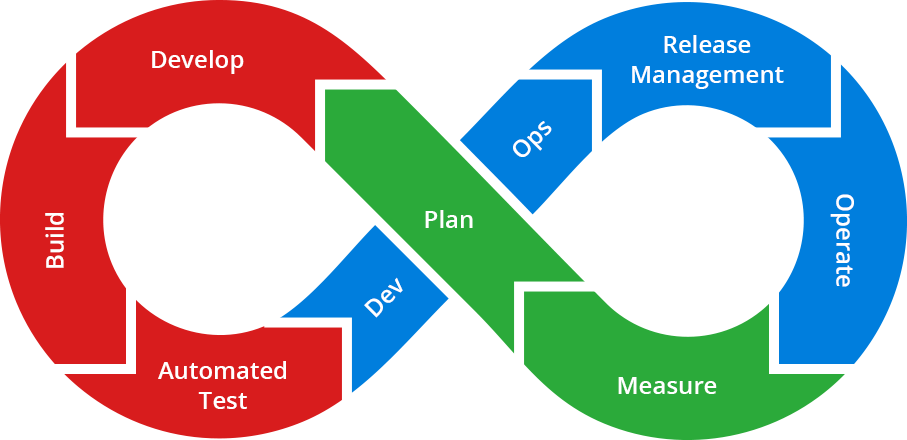 Develop
Build
Automated
Test
Dev
Plan
Ops
Release
Management
Operate
Measure